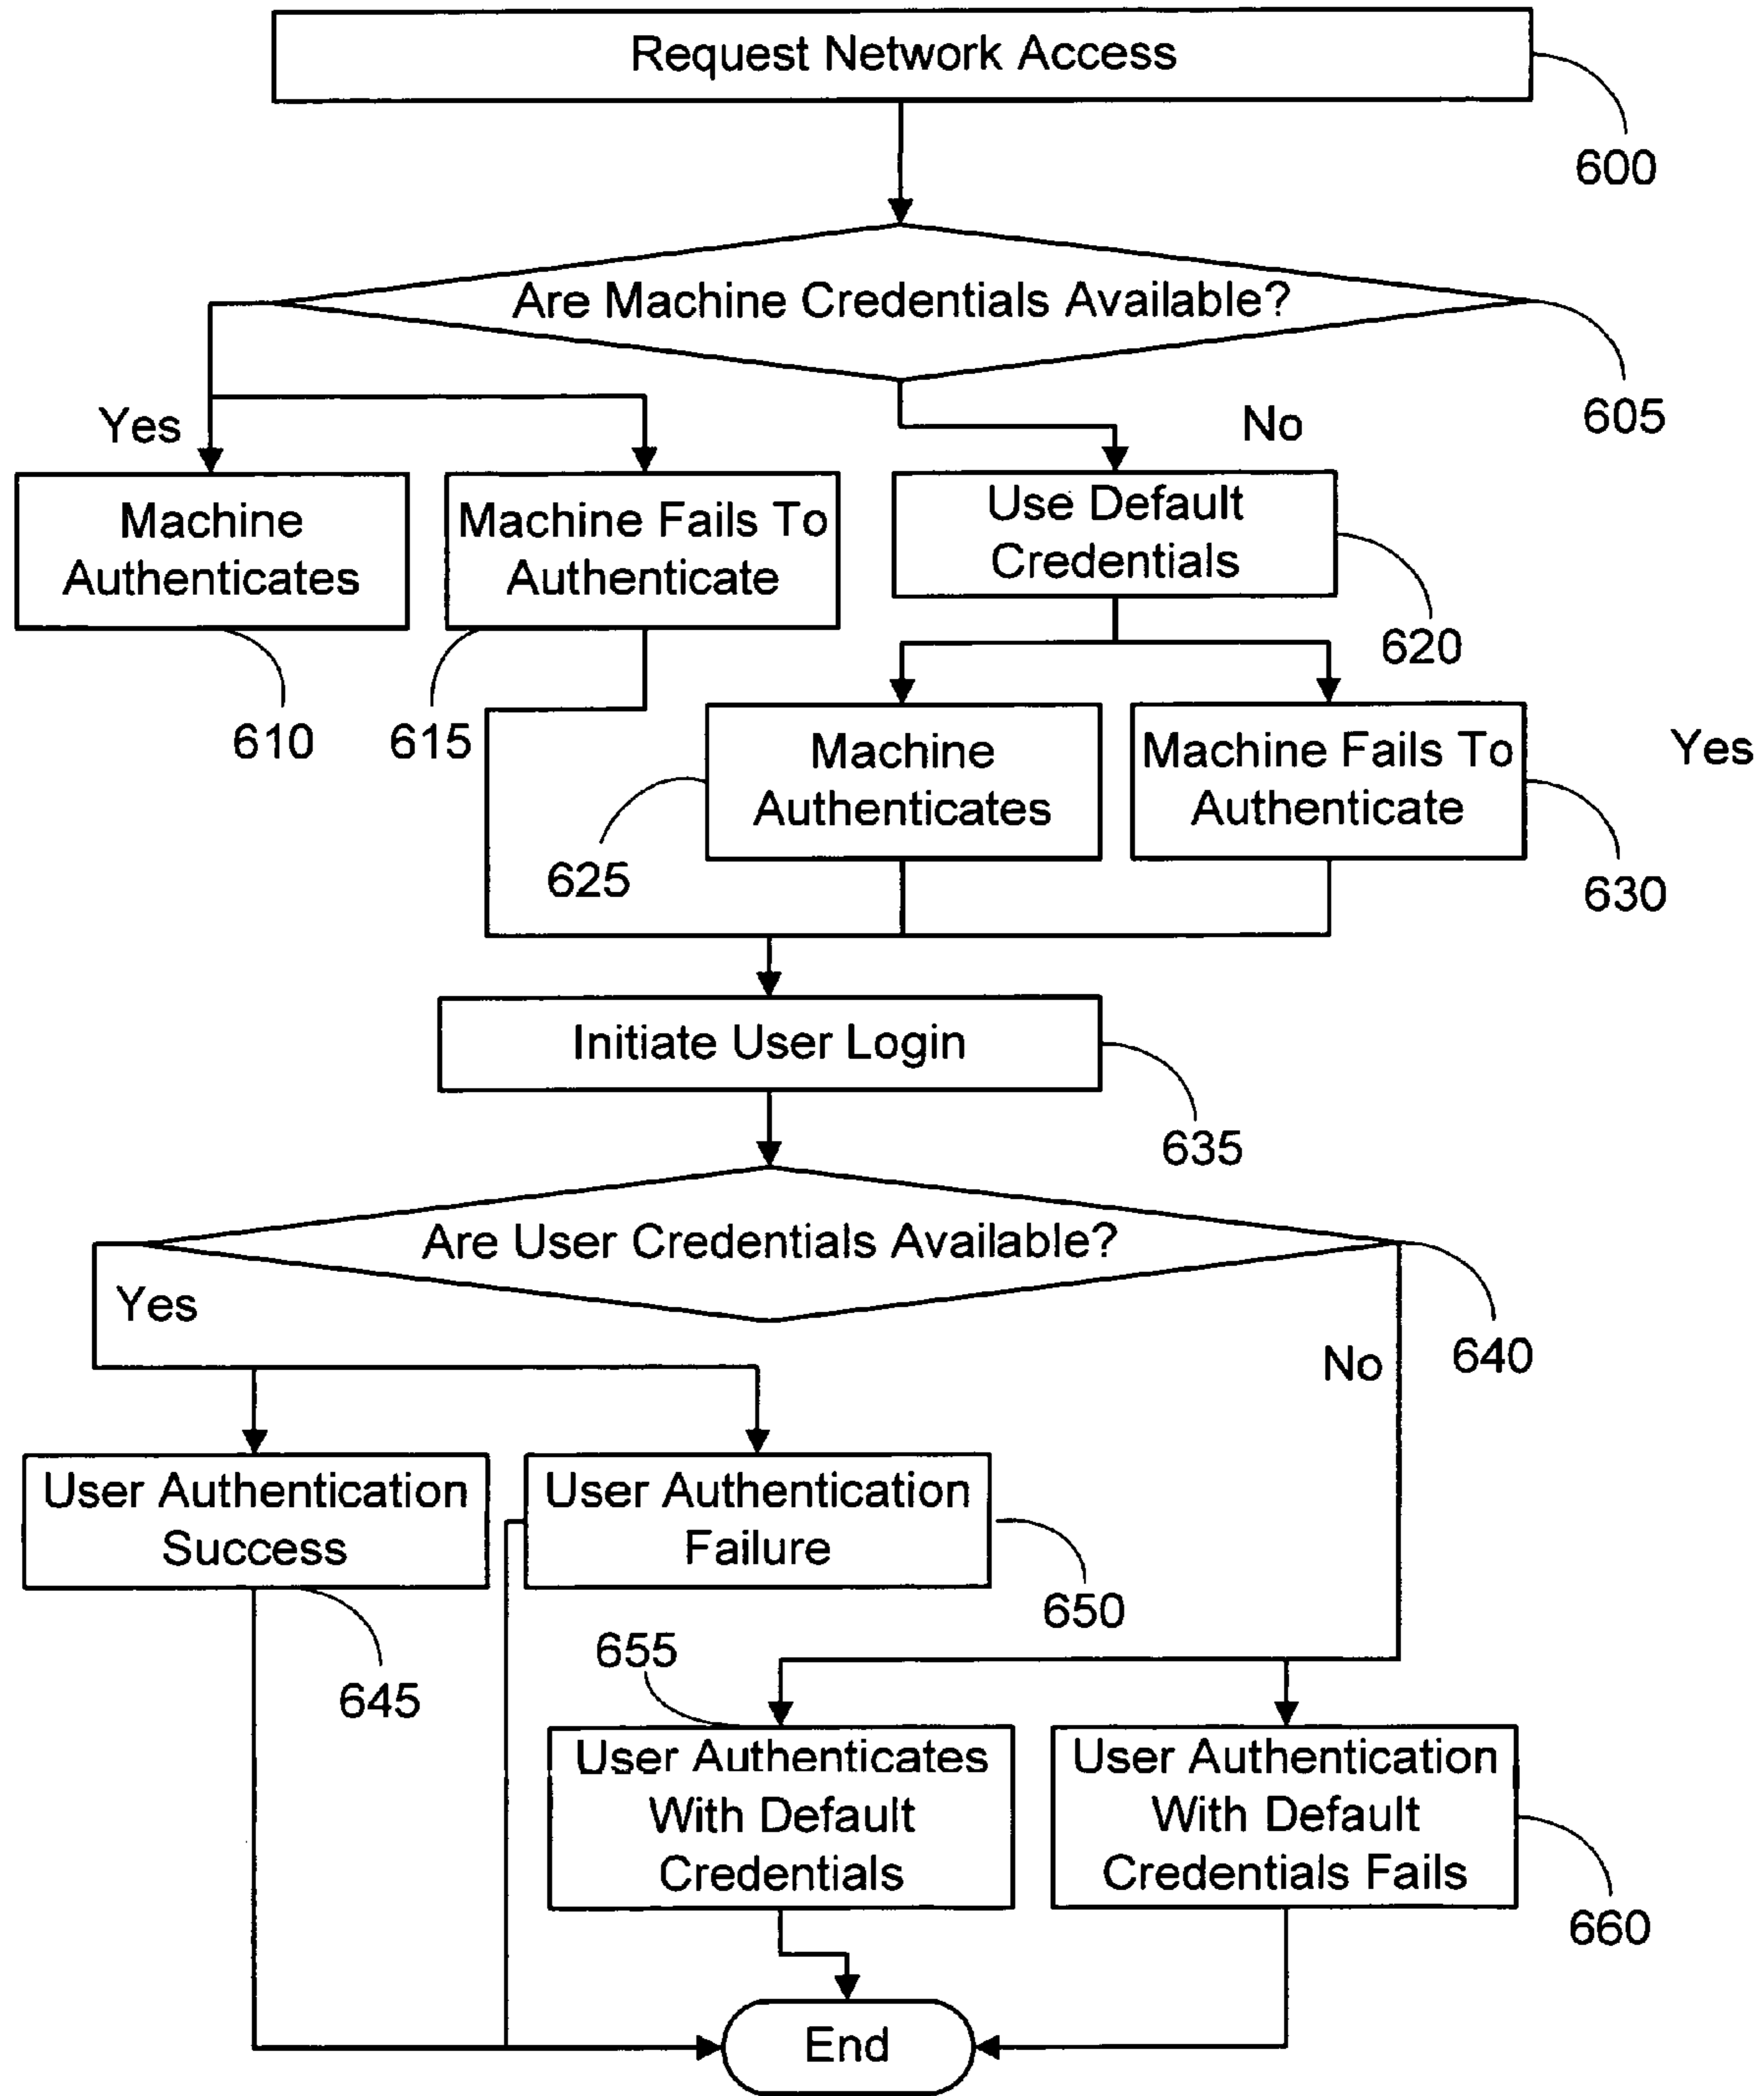 Request Network Access
600
Are Machine Credentials Available?
605
Yes
No
Machine
Authenticates
610
Machine Fails To
Authenticate
615
Use Default
Credentials
620
Machine
Authenticates
625
Machine Fails To
Authenticate
630
Yes
Initiate User Login
635
Are User Credentials Available?
640
Yes
No
User Authentication
Success
645
User Authentication
Failure
650
655
User Authenticates
With Default
Credentials
User Authentication
With Default
Credentials Fails
660
End